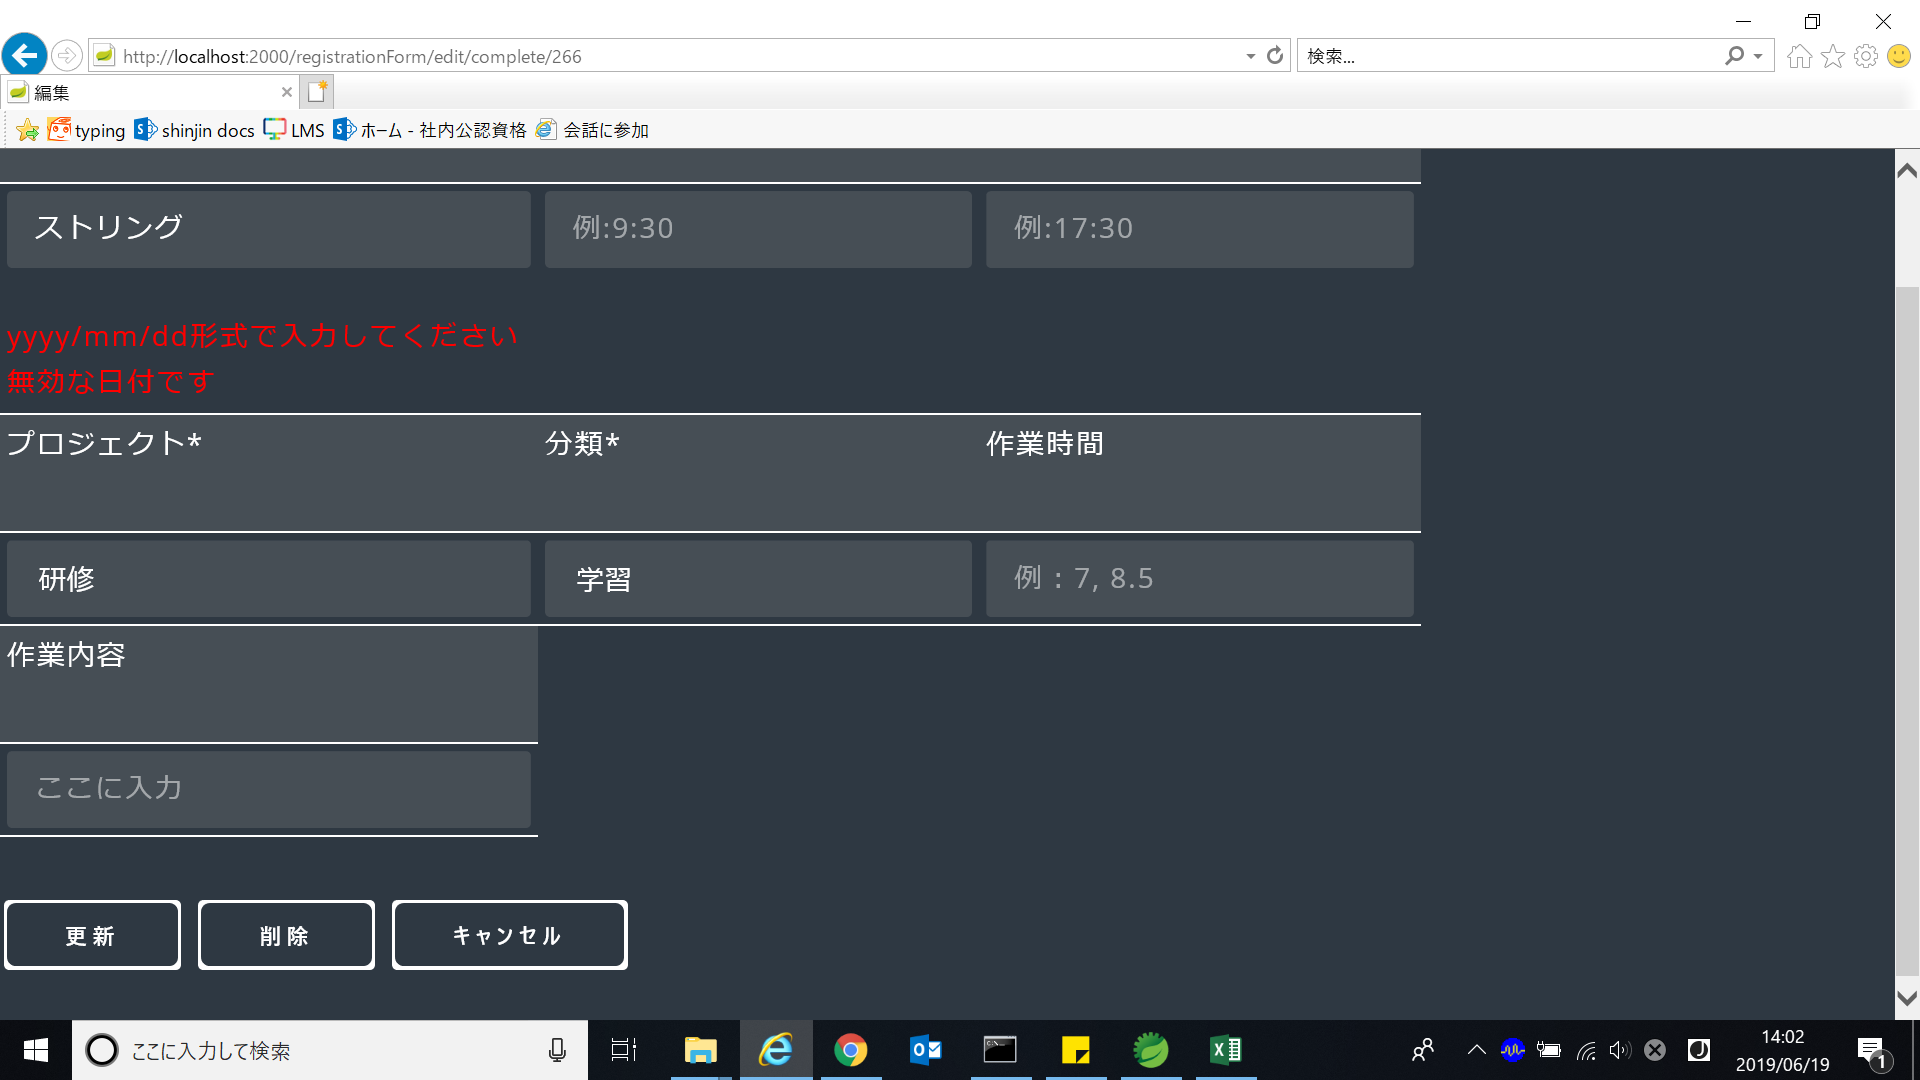 http://localhost:2000/registrationForm/edit/complete/266
検索...
編集
typing
shinjin docs
LMS
ホーム - 社内公認資格
会話に参加
ストリング
例:9:30
例:17:30
yyyy/mm/dd形式で入力してください
無効な日付です
プロジェクト*
分類*
作業時間
研修
学習
例：7, 8.5
作業内容
ここに入力
更新
削除
キャンセル
ここに入力して検索
14:02
2019/06/19
1